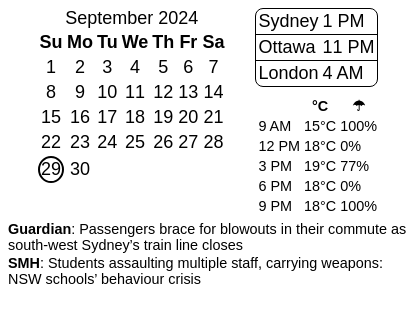 September 2024
Su Mo Tu We Th Fr Sa
1 2 3 4 5 6 7
8 9 10 11 12 13 14
15 16 17 18 19 20 21
22 23 24 25 26 27 28
29 30
Sydney 1 PM
Ottawa 11 PM
London 4 AM
°C ☂
9 AM 15°C 100%
12 PM 18°C 0%
3 PM 19°C 77%
6 PM 18°C 0%
9 PM 18°C 100%
Guardian: Passengers brace for blowouts in their commute as
south-west Sydney's train line closes
SMH: Students assaulting multiple staff, carrying weapons:
NSW schools' behaviour crisis